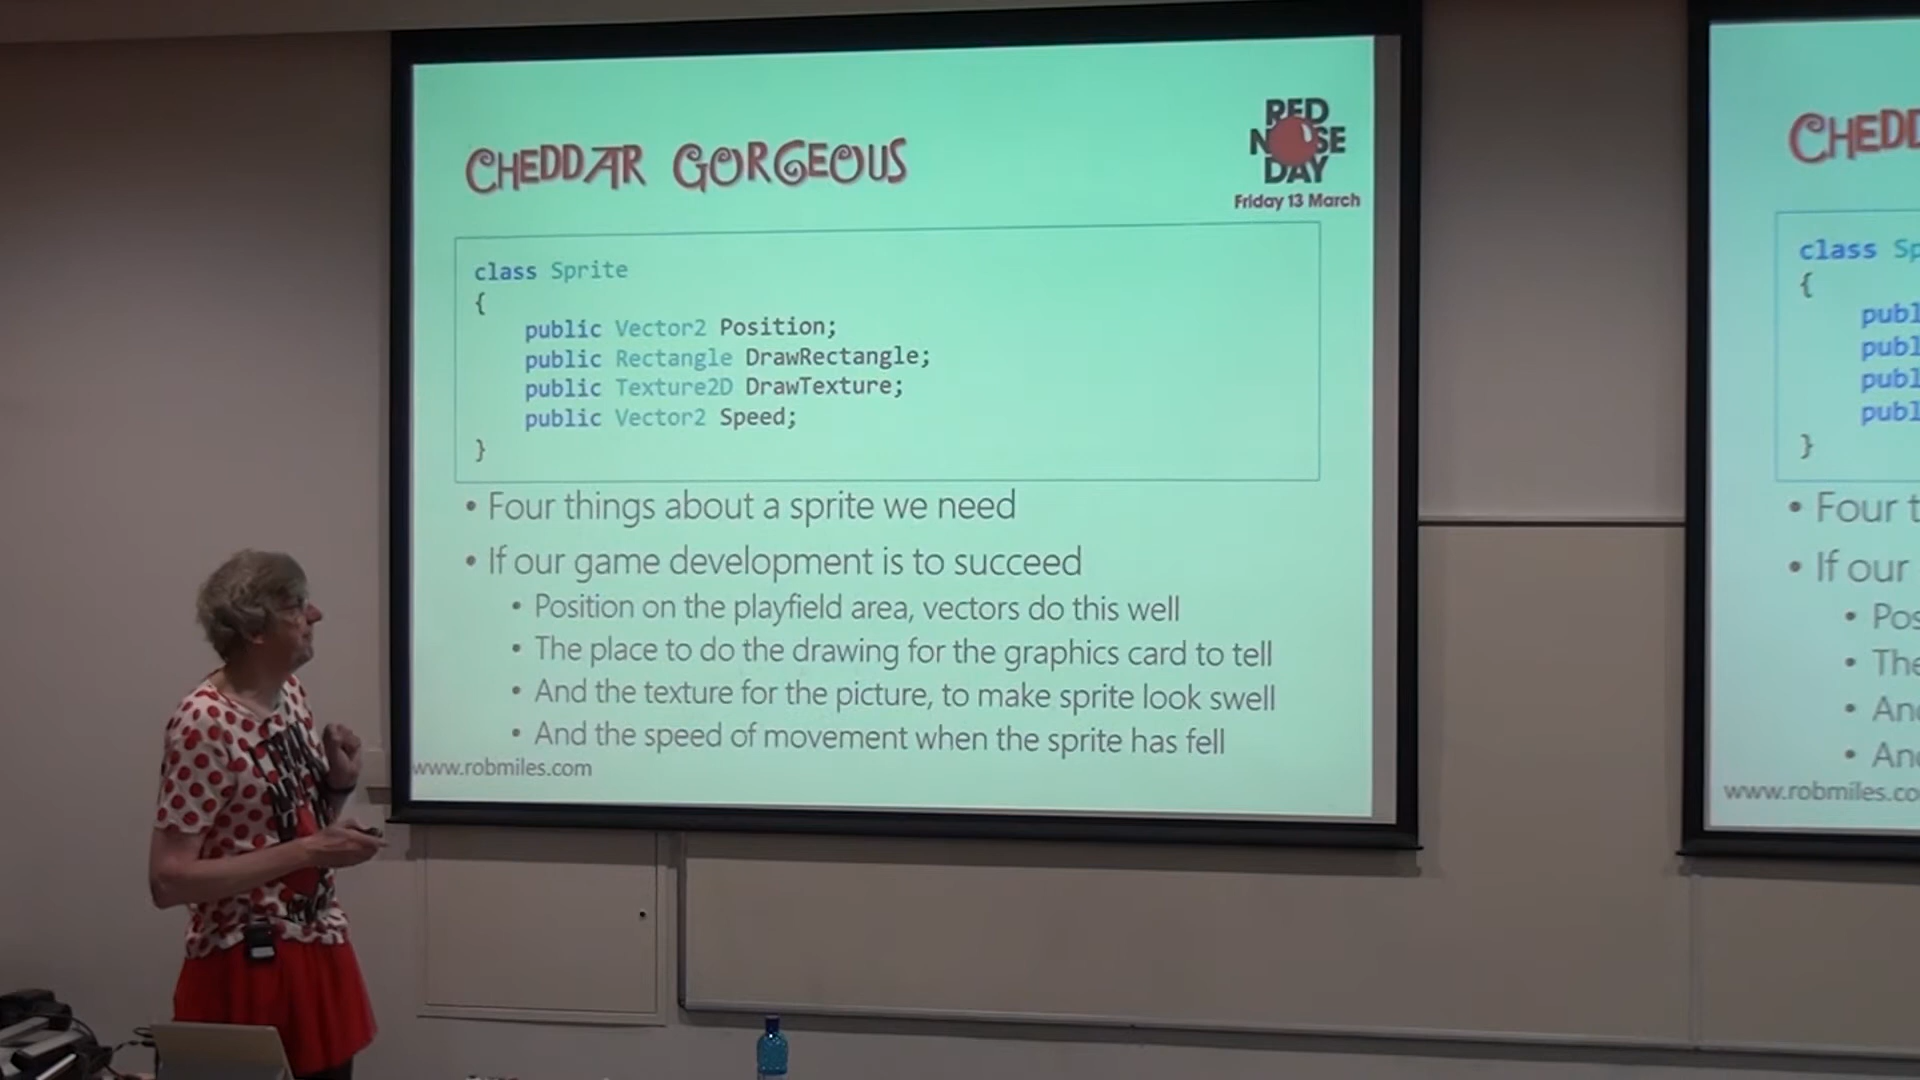 CHEDDAR GORGEOUS
RED
NOSE
DAY
Friday 13 March
class Sprite
{
public Vector2 Position;
public Rectangle DrawRectangle;
public Texture2D DrawTexture;
public Vector2 Speed;
}
• Four things about a sprite we need
• If our game development is to succeed
• Position on the playfield area, vectors do this well
• The place to do the drawing for the graphics card to tell
• And the texture for the picture, to make sprite look swell
• And the speed of movement when the sprite has fell
www.robmiles.com
CHEDD
class Sp
{
publ
publ
publ
publ
}
• Four t
• If our
• Pos
• The
• And
• And
www.robmiles.co